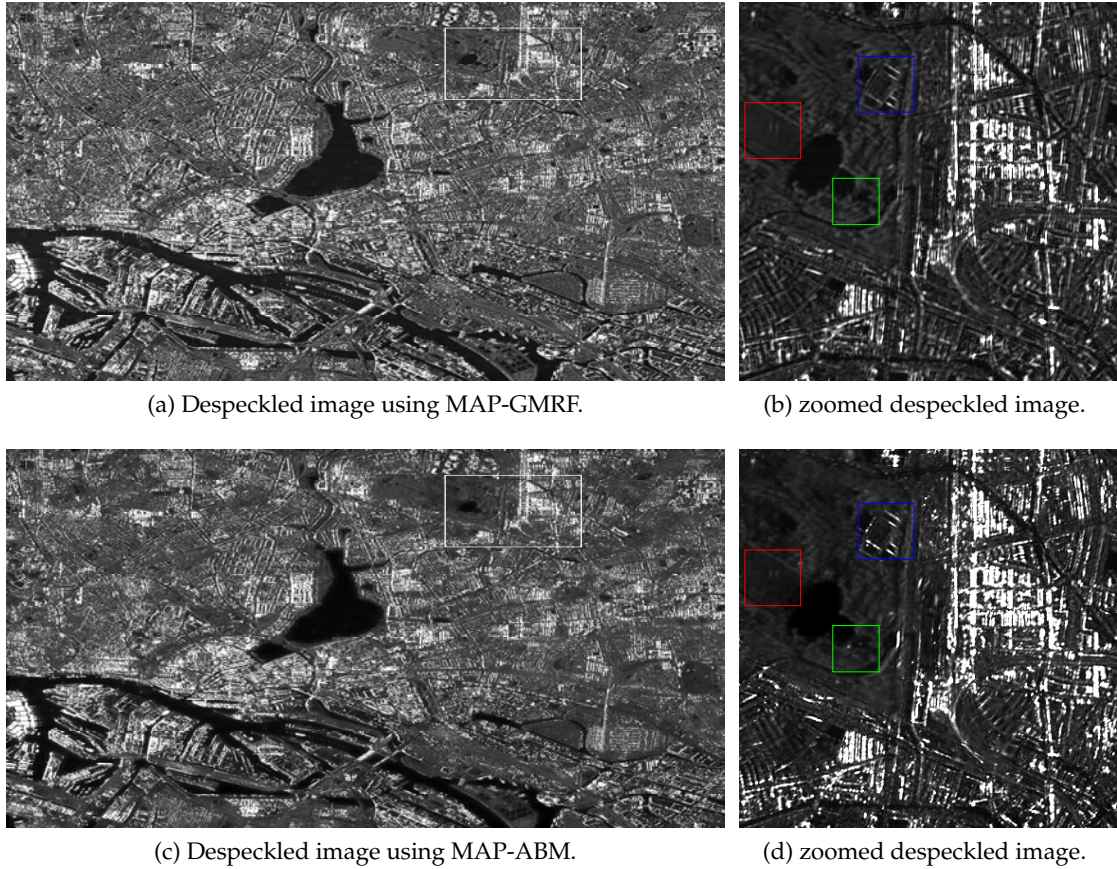 (a) Despeckled image using MAP-GMRF.
(b) zoomed despeckled image.
(c) Despeckled image using MAP-ABM.
(d) zoomed despeckled image.